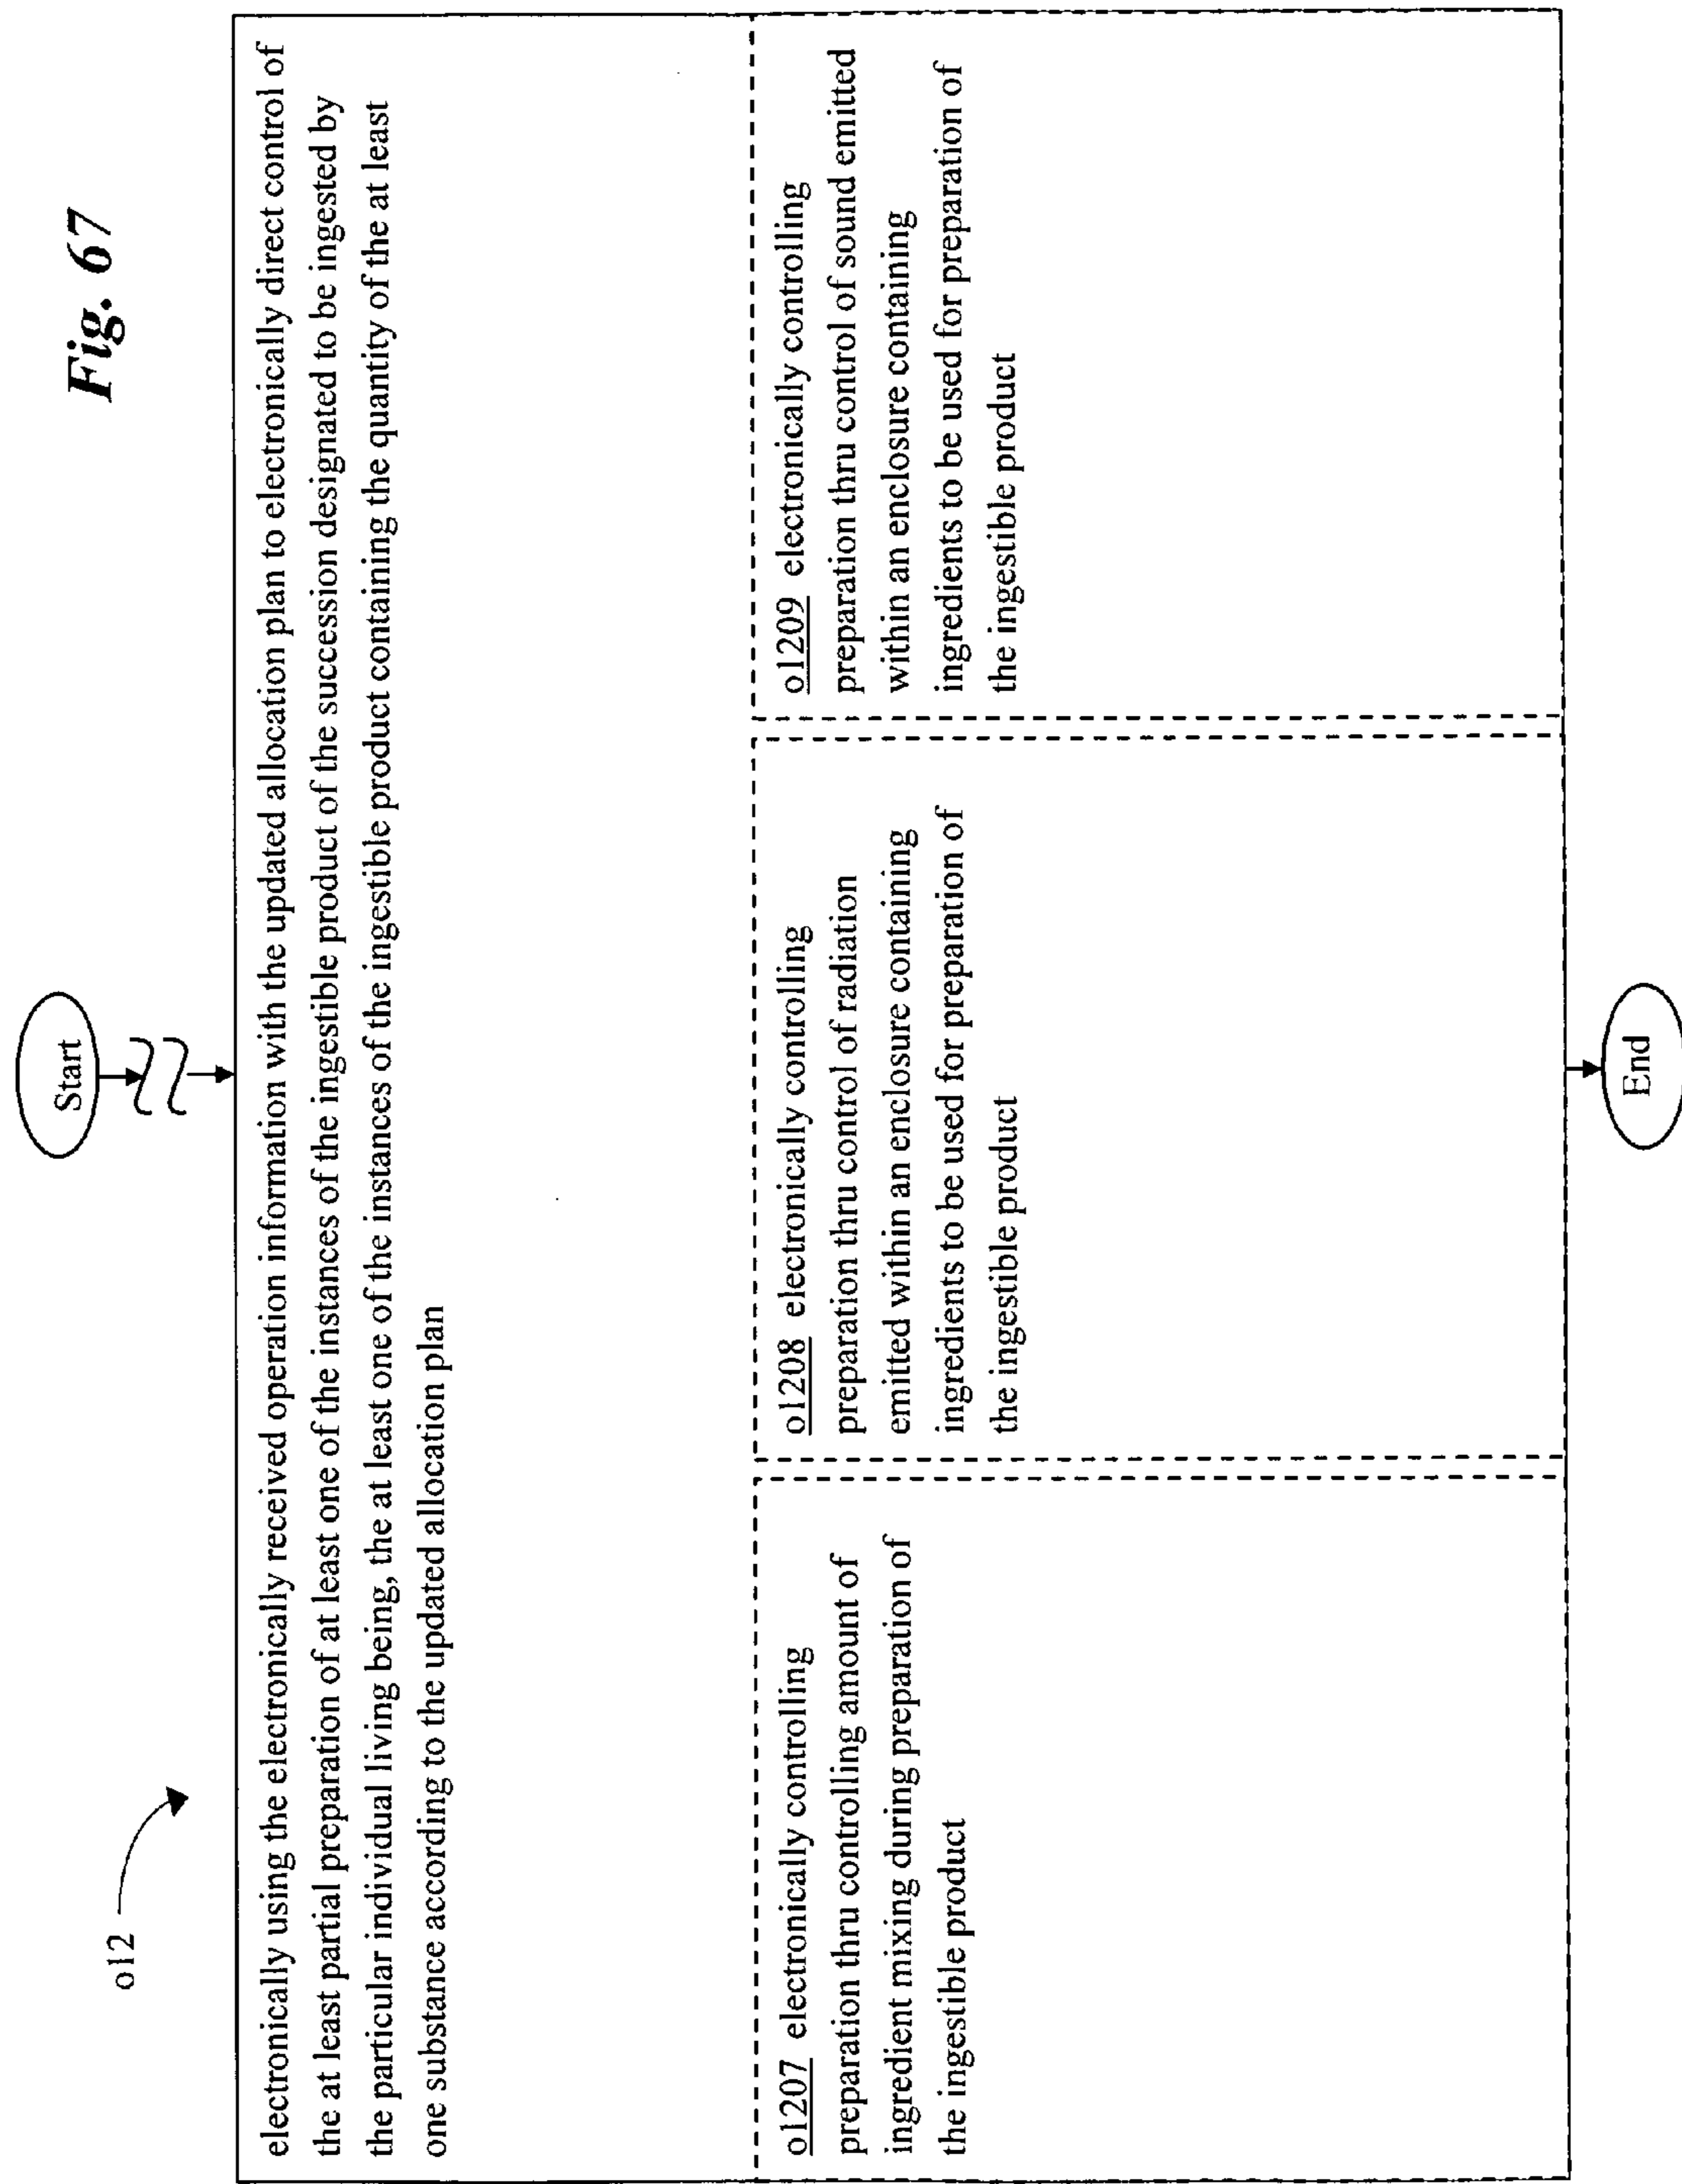 Fig. 67
Start
o12
electronically using the electronically received operation information with the updated allocation plan to electronically direct control of
the at least partial preparation of at least one of the instances of the ingestible product of the succession designated to be ingested by
the particular individual living being, the at least one of the instances of the ingestible product containing the quantity of the at least
one substance according to the updated allocation plan
o1207 electronically controlling
preparation thru controlling amount of
ingredient mixing during preparation of
the ingestible product
o1208 electronically controlling
preparation thru control of radiation
emitted within an enclosure containing
ingredients to be used for preparation of
the ingestible product
o1209 electronically controlling
preparation thru control of sound emitted
within an enclosure containing
ingredients to be used for preparation of
the ingestible product
End